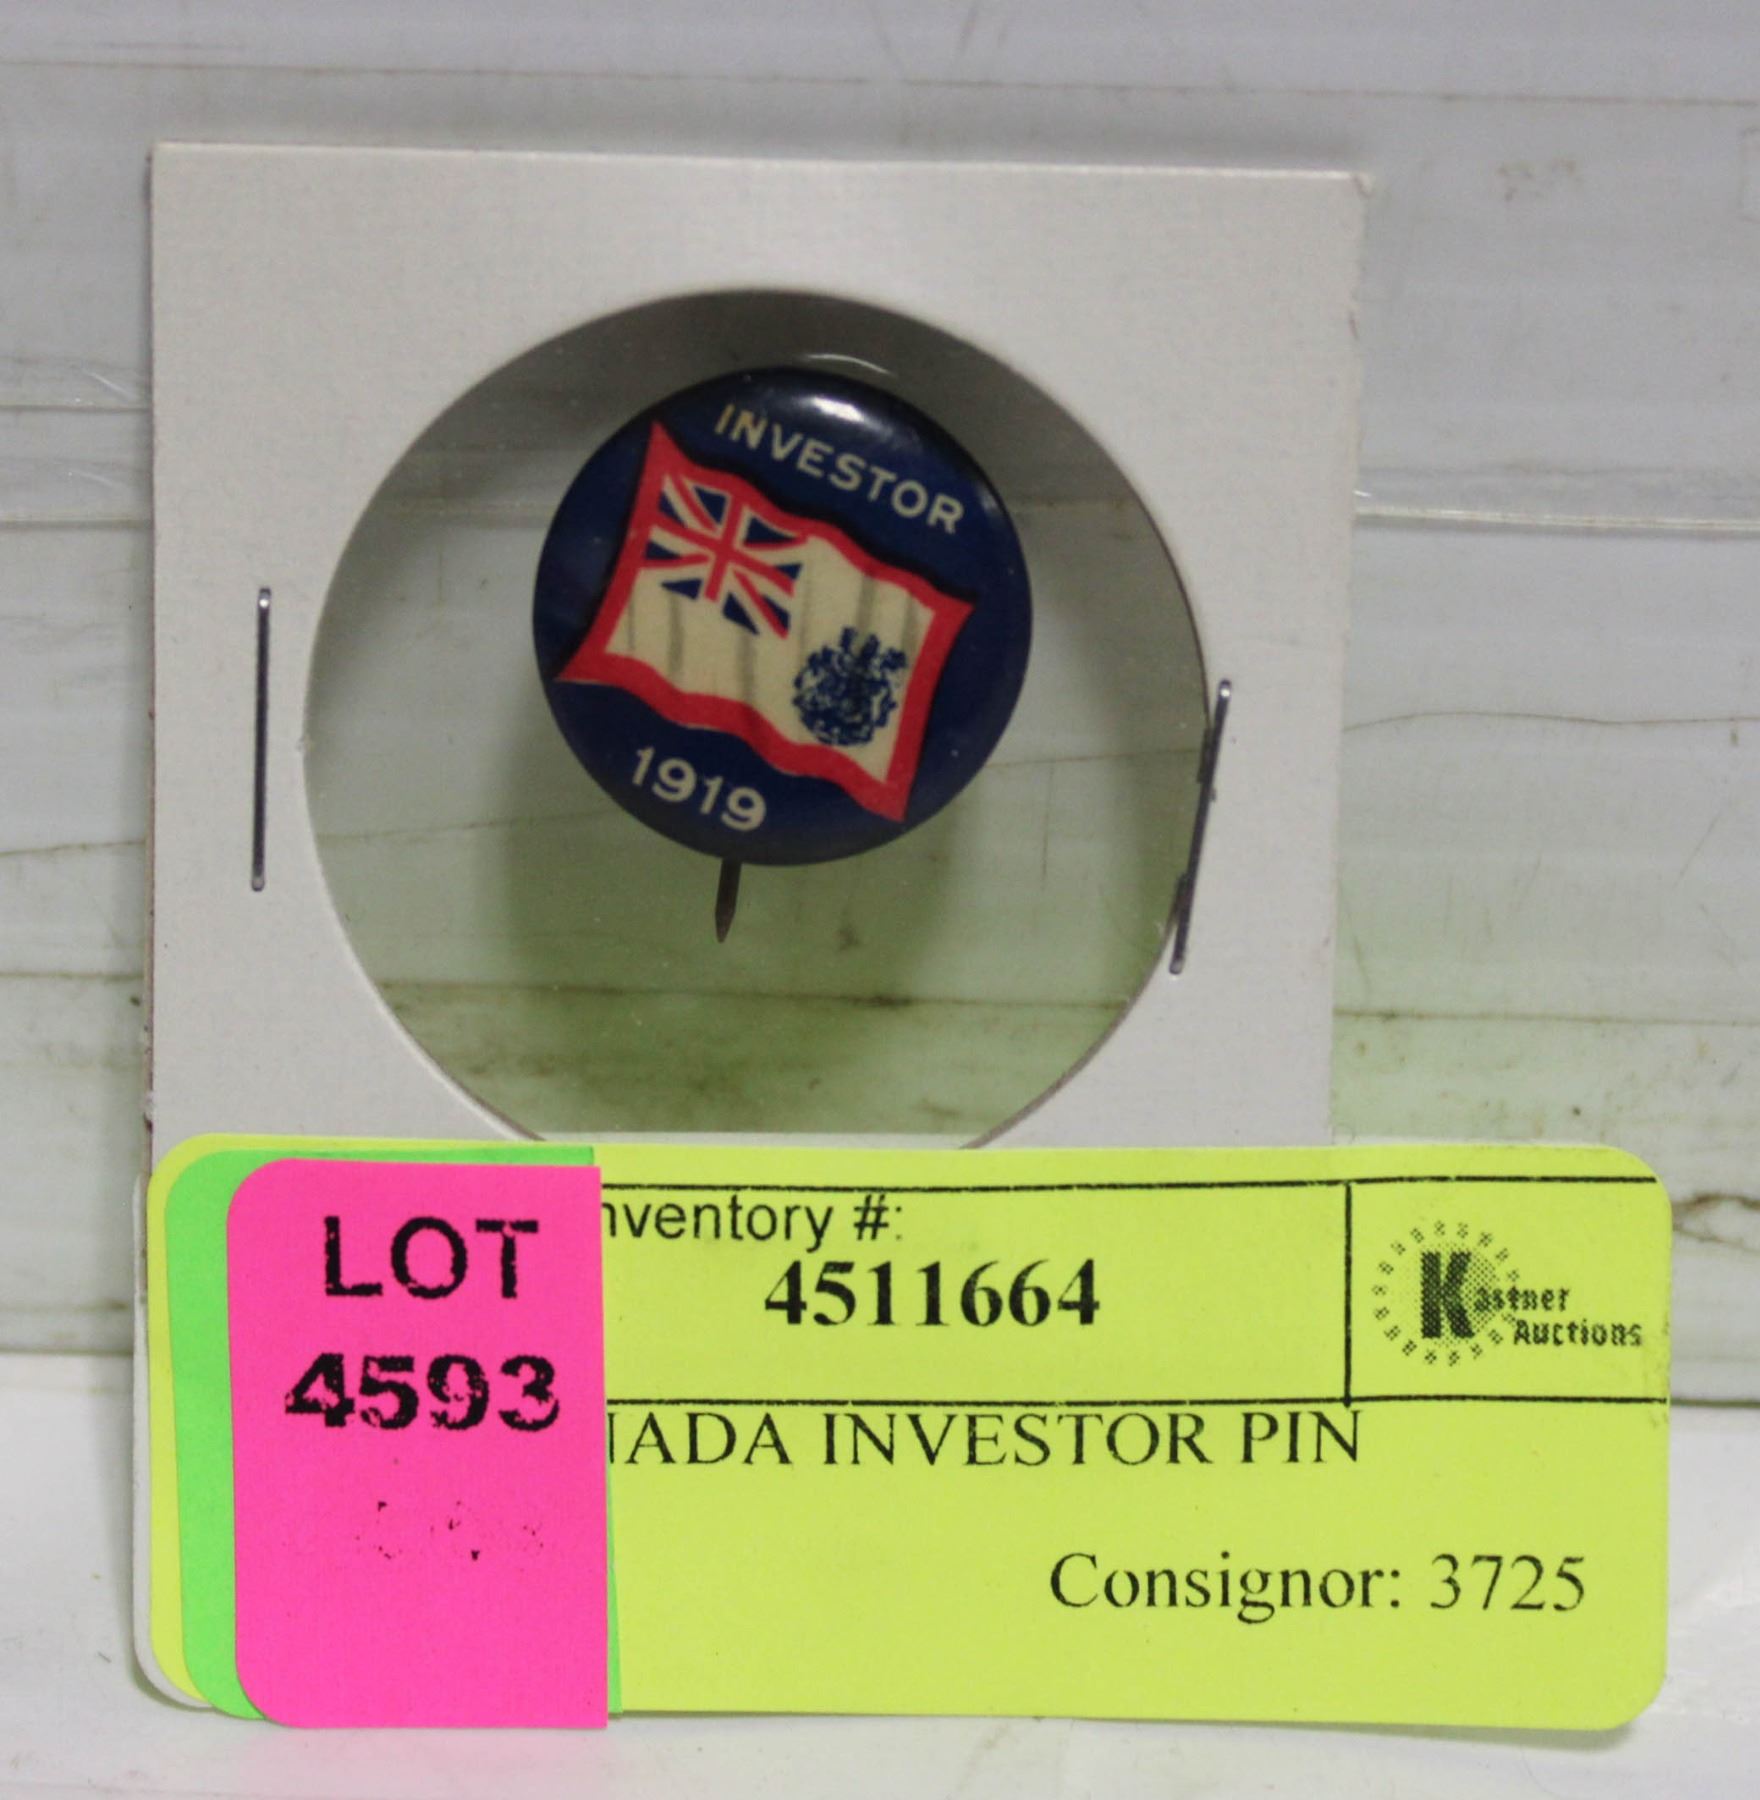 INVESTOR
1919
LOT
4593
nventory #:
4511664
Kastner
Auctions
NADA INVESTOR PIN
Consignor: 3725